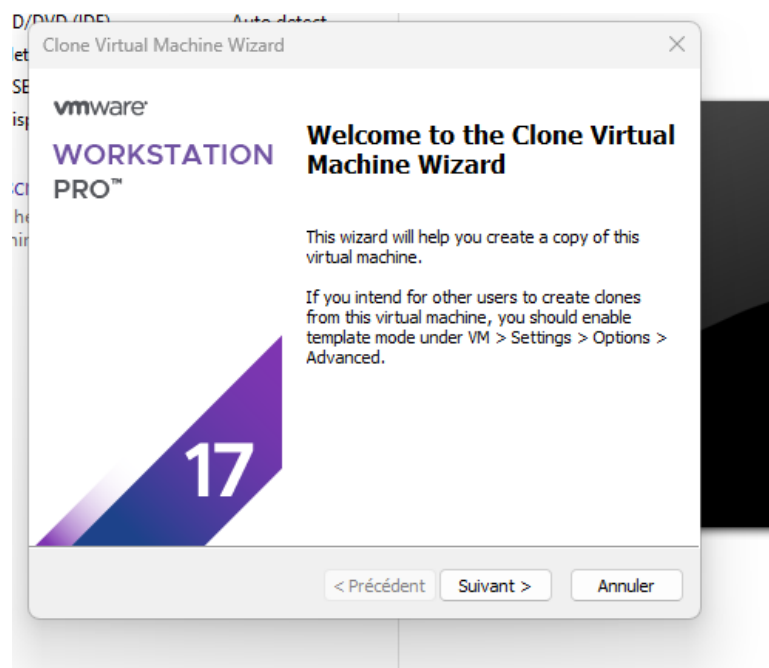 Auto detect
Clone Virtual Machine Wizard
vmware®
WORKSTATION
PRO™
Welcome to the Clone Virtual
Machine Wizard
This wizard will help you create a copy of this
virtual machine.
If you intend for other users to create clones
from this virtual machine, you should enable
template mode under VM > Settings > Options >
Advanced.
17
< Précédent
Suivant >
Annuler